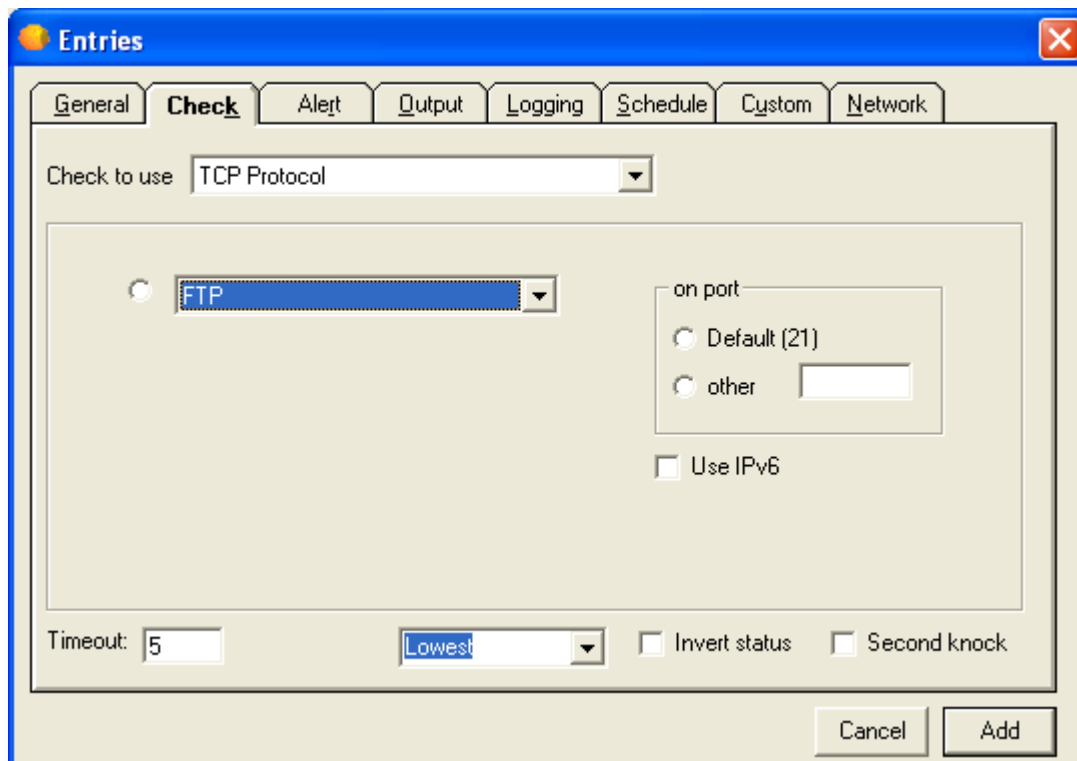 Entries
General Check Alert Output Logging Schedule Custom Network
Check to use TCP Protocol
FTP
on port
Default (21)
other
Use IPv6
Timeout: 5 Lowest Invert status Second knock
Cancel Add